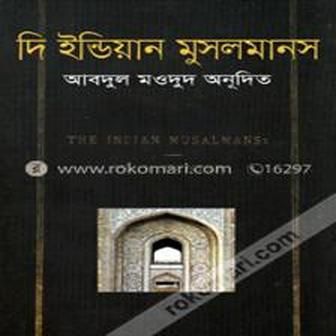 দি ইন্ডিয়ান মুসলমানস
আবদুল মওদুদ অনূদিত
THE INDIAN MUSALMANS:
www.rokomari.com 16297
rokomari.com